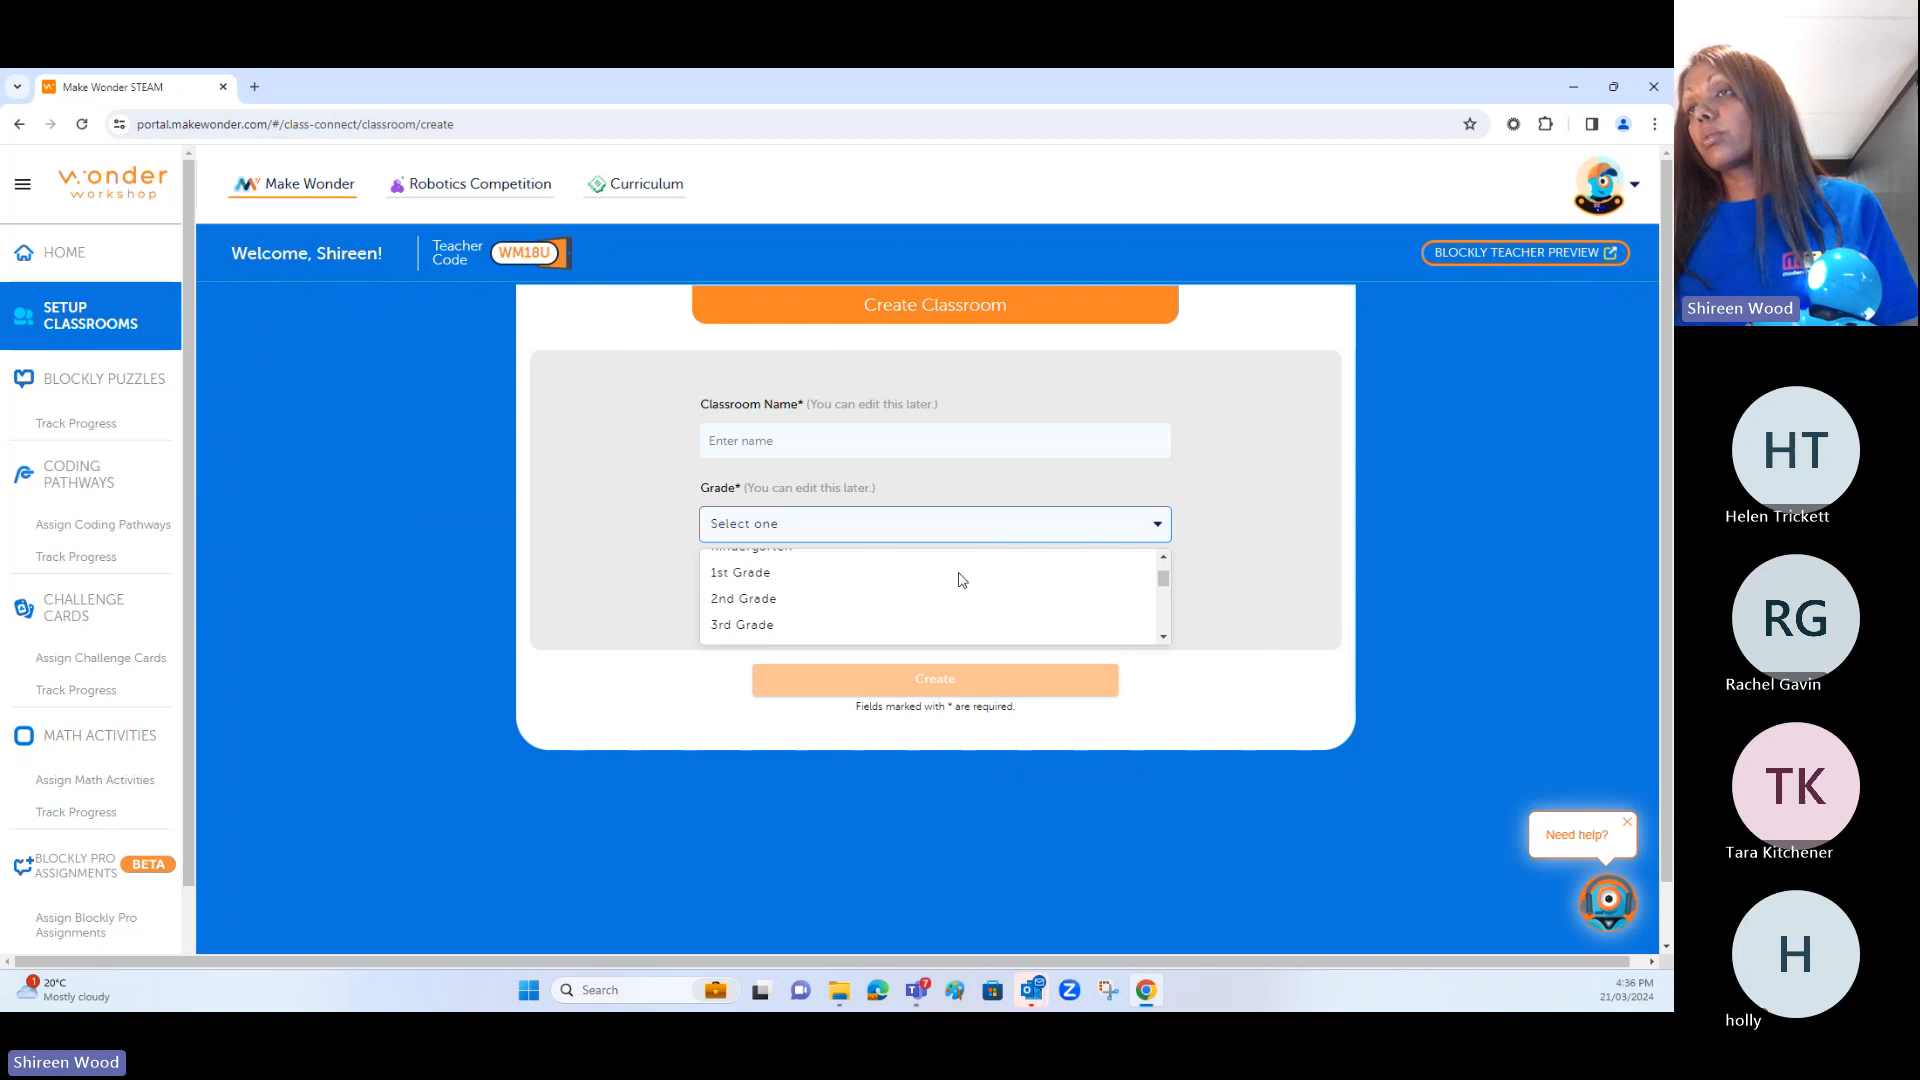 Make Wonder STEAM
portal.makewonder.com/#/class-connect/classroom/create
wonder
workshop
Make Wonder
Robotics Competition
Curriculum
HOME
SETUP
CLASSROOMS
BLOCKLY PUZZLES
Track Progress
CODING
PATHWAYS
Assign Coding Pathways
Track Progress
CHALLENGE
CARDS
Assign Challenge Cards
Track Progress
MATH ACTIVITIES
Assign Math Activities
Track Progress
BLOCKLY PRO
ASSIGNMENTS
BETA
Assign Blockly Pro
Assignments
Welcome, Shireen!
Teacher
Code
WM18U
BLOCKLY TEACHER PREVIEW
Create Classroom
Classroom Name* (You can edit this later.)
Enter name
Grade* (You can edit this later.)
Select one
Kindergarten
1st Grade
2nd Grade
3rd Grade
Create
Fields marked with * are required.
Need help?
1
20°C
Mostly cloudy
Search
7
4:36 PM
21/03/2024
Shireen Wood
HT
Helen Trickett
RG
Rachel Gavin
TK
Tara Kitchener
H
holly
Shireen Wood